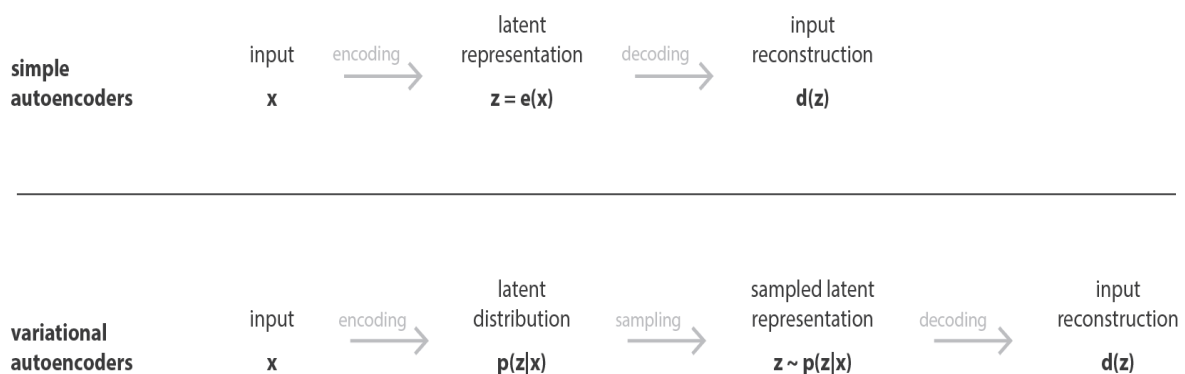 simple
autoencoders
input
x
encoding
latent
representation
z = e(x)
decoding
input
reconstruction
d(z)
variational
autoencoders
input
x
encoding
latent
distribution
p(z|x)
sampling
sampled latent
representation
z ~ p(z|x)
decoding
input
reconstruction
d(z)